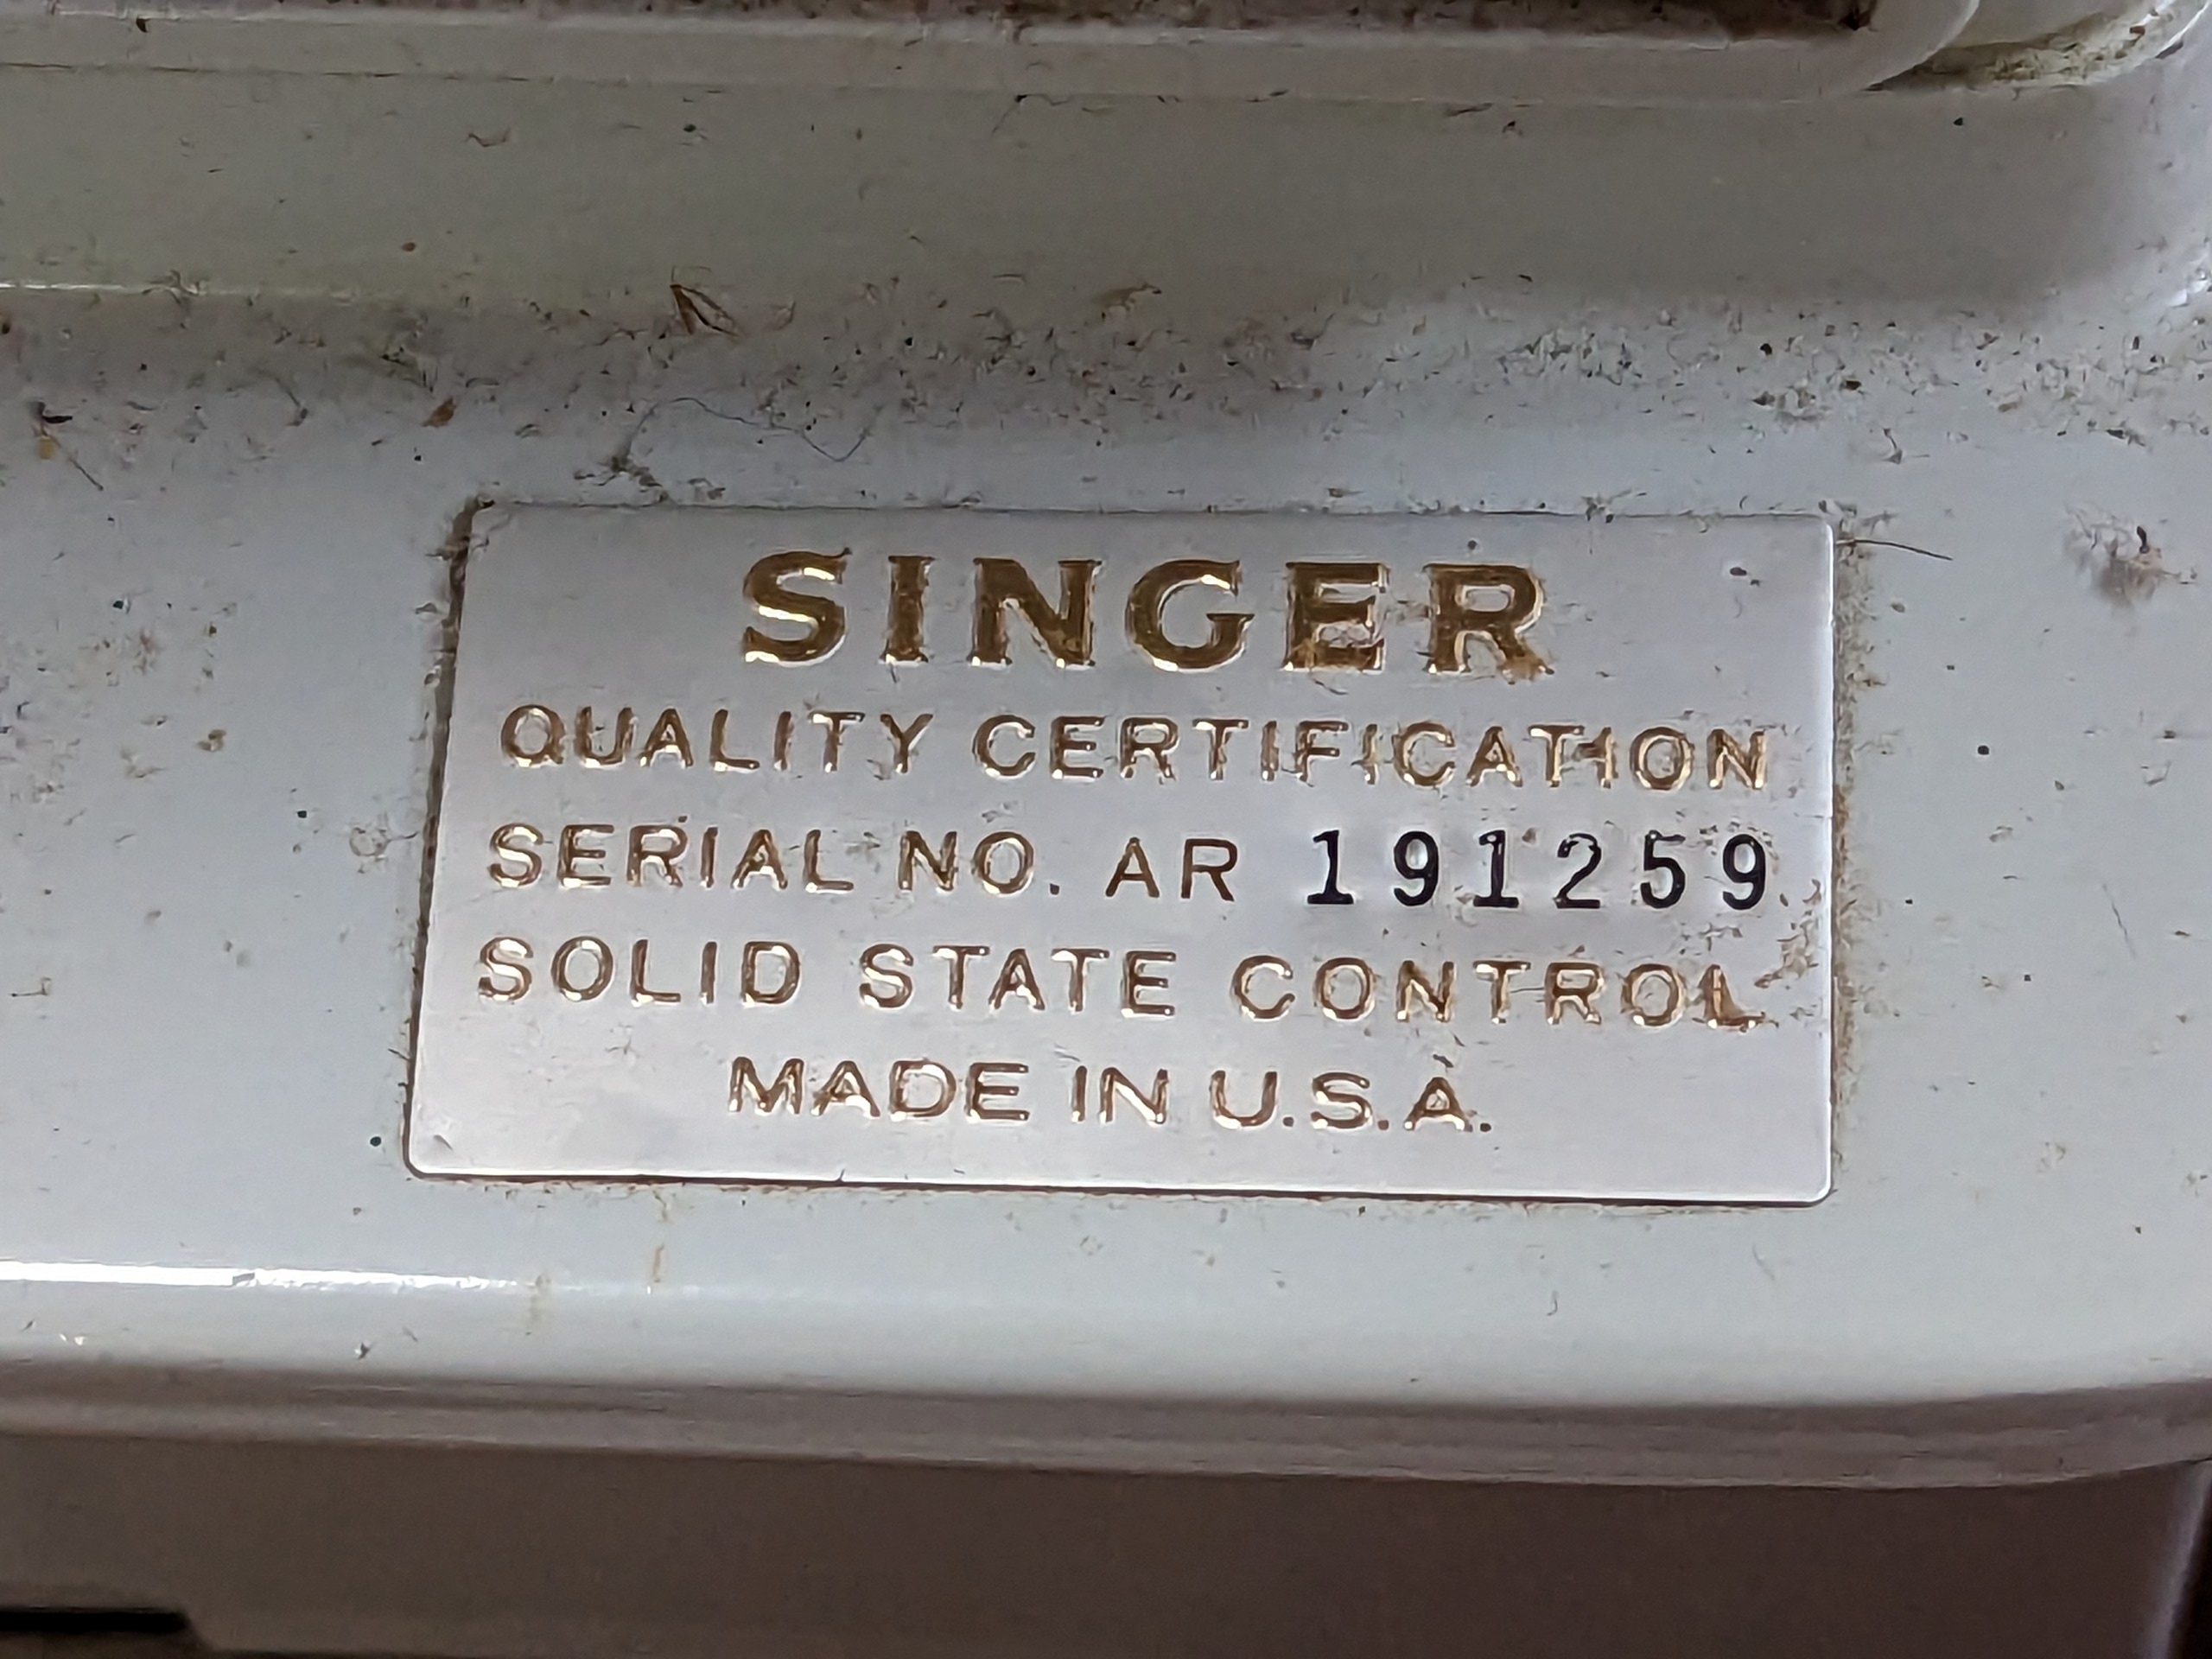 SINGER
QUALITY CERTIFICATION
SERIAL NO. AR 191259
SOLID STATE CONTROL
MADE IN U.S.A.